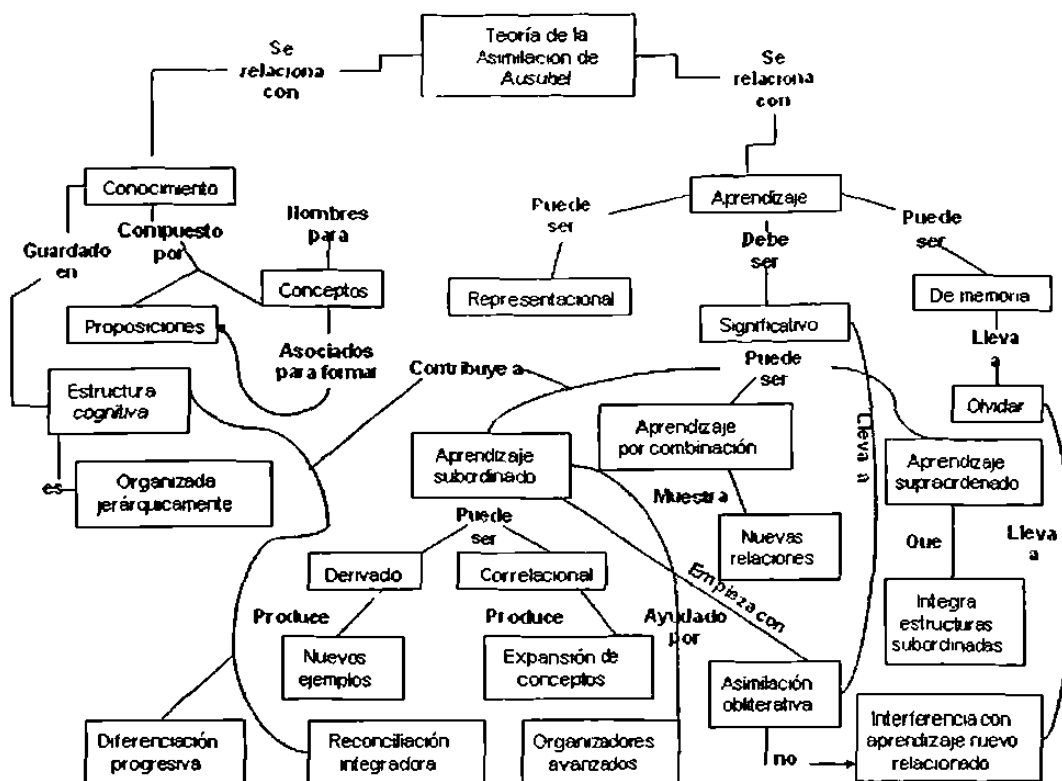 Teoría de la
Asimilación de
Ausubel
Se
relaciona
con
Se
relaciona
con
Conocimiento
Aprendizaje
Guardado
en
Compuesto
por
Nombres
para
Conceptos
Proposiciones
Asociados
para formar
Estructura
cognitiva
es
Organizada
jerárquicamente
Puede
ser
Debe
ser
Puede
ser
Representacional
Significativo
De memoria
Lleva
a
Olvidar
Contribuye a
Puede
ser
Lleva a
Aprendizaje
subordinado
Aprendizaje
por combinación
Aprendizaje
supraordenado
Muestra
Nuevas
relaciones
Que
Lleva
a
Integra
estructuras
subordinadas
Puede
ser
Derivado
Correlacional
Empieza con
Produce
Produce
Ayudado
por
Nuevos
ejemplos
Expansión de
conceptos
Asimilación
obliterativa
Diferenciación
progresiva
Reconciliación
integradora
Organizadores
avanzados
no
Interferencia con
aprendizaje nuevo
relacionado